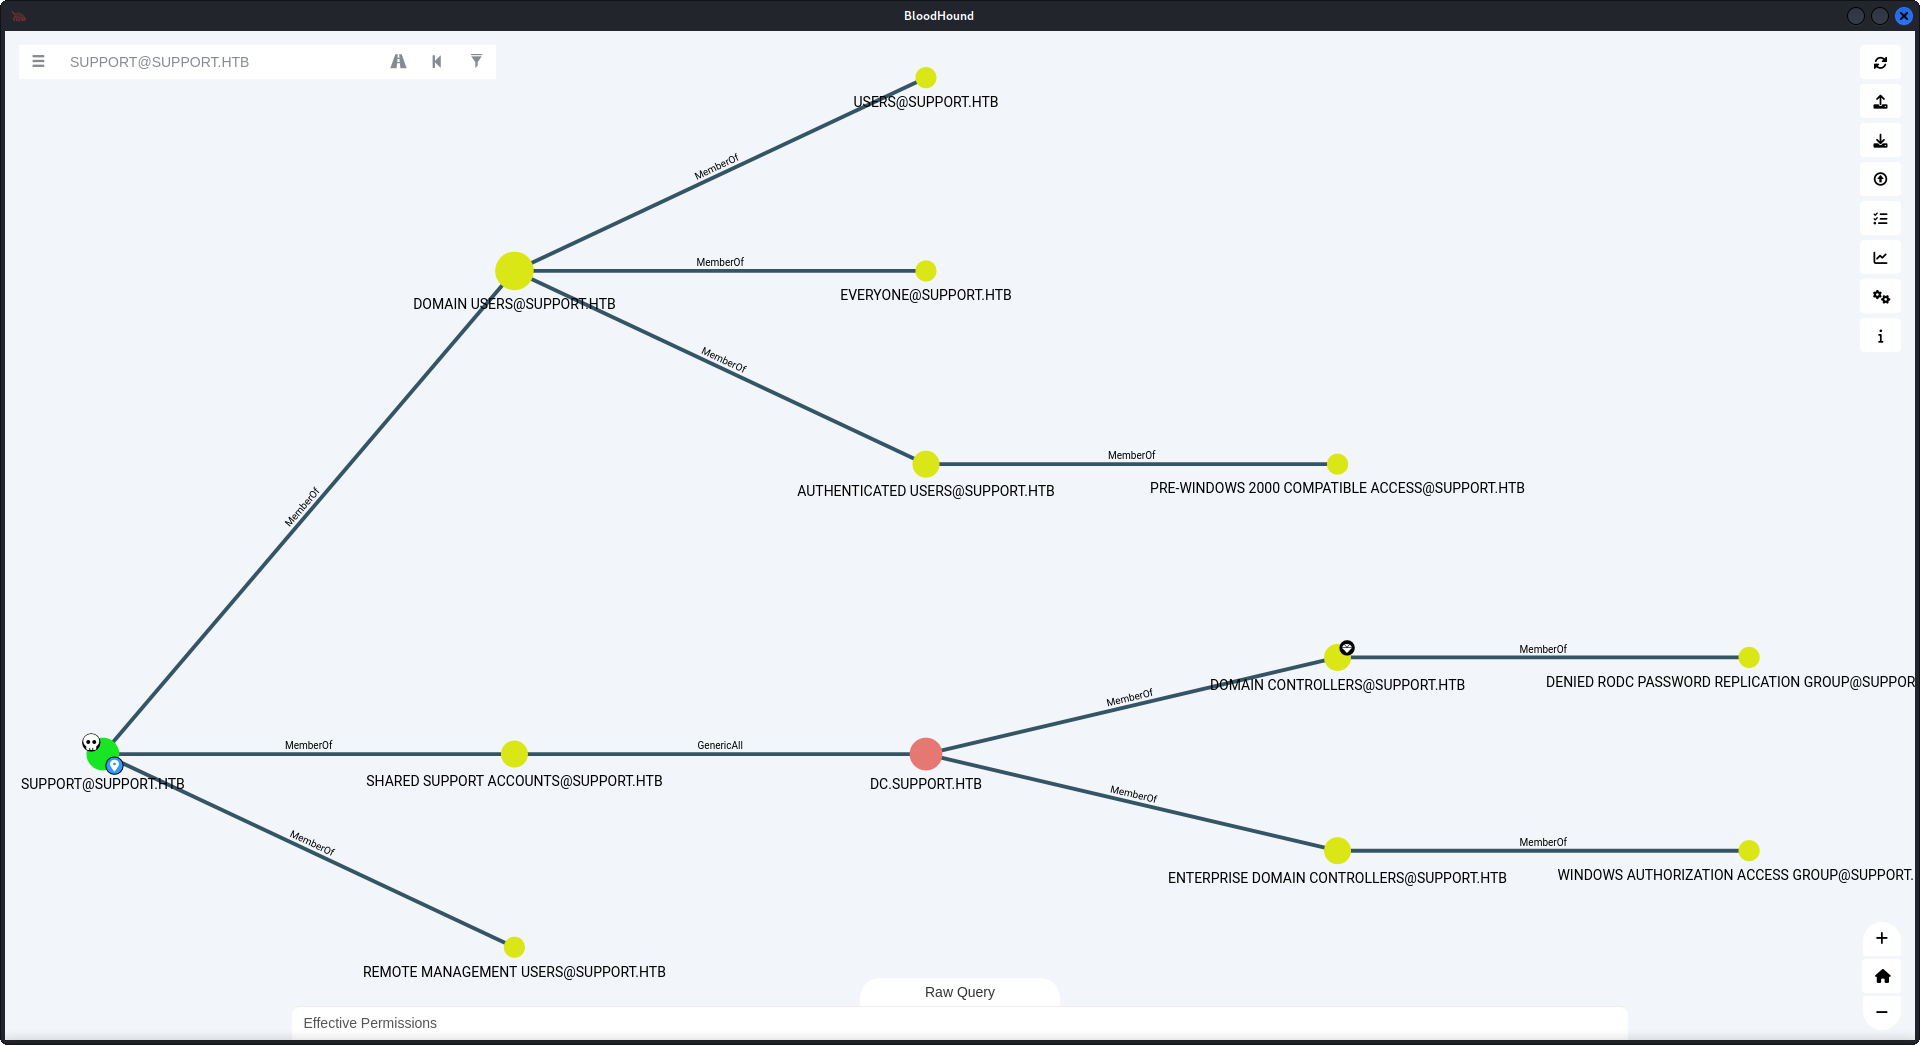 BloodHound
SUPPORT@SUPPORT.HTB
USERS@SUPPORT.HTB
MemberOf
MemberOf
DOMAIN USERS@SUPPORT.HTB
EVERYONE@SUPPORT.HTB
MemberOf
MemberOf
AUTHENTICATED USERS@SUPPORT.HTB
PRE-WINDOWS 2000 COMPATIBLE ACCESS@SUPPORT.HTB
MemberOf
MemberOf
DOMAIN CONTROLLERS@SUPPORT.HTB
DENIED RODC PASSWORD REPLICATION GROUP@SUPPOR
MemberOf
MemberOf
GenericAll
SUPPORT@SUPPORT.HTB
SHARED SUPPORT ACCOUNTS@SUPPORT.HTB
DC.SUPPORT.HTB
MemberOf
MemberOf
MemberOf
ENTERPRISE DOMAIN CONTROLLERS@SUPPORT.HTB
WINDOWS AUTHORIZATION ACCESS GROUP@SUPPORT.
REMOTE MANAGEMENT USERS@SUPPORT.HTB
Raw Query
Effective Permissions